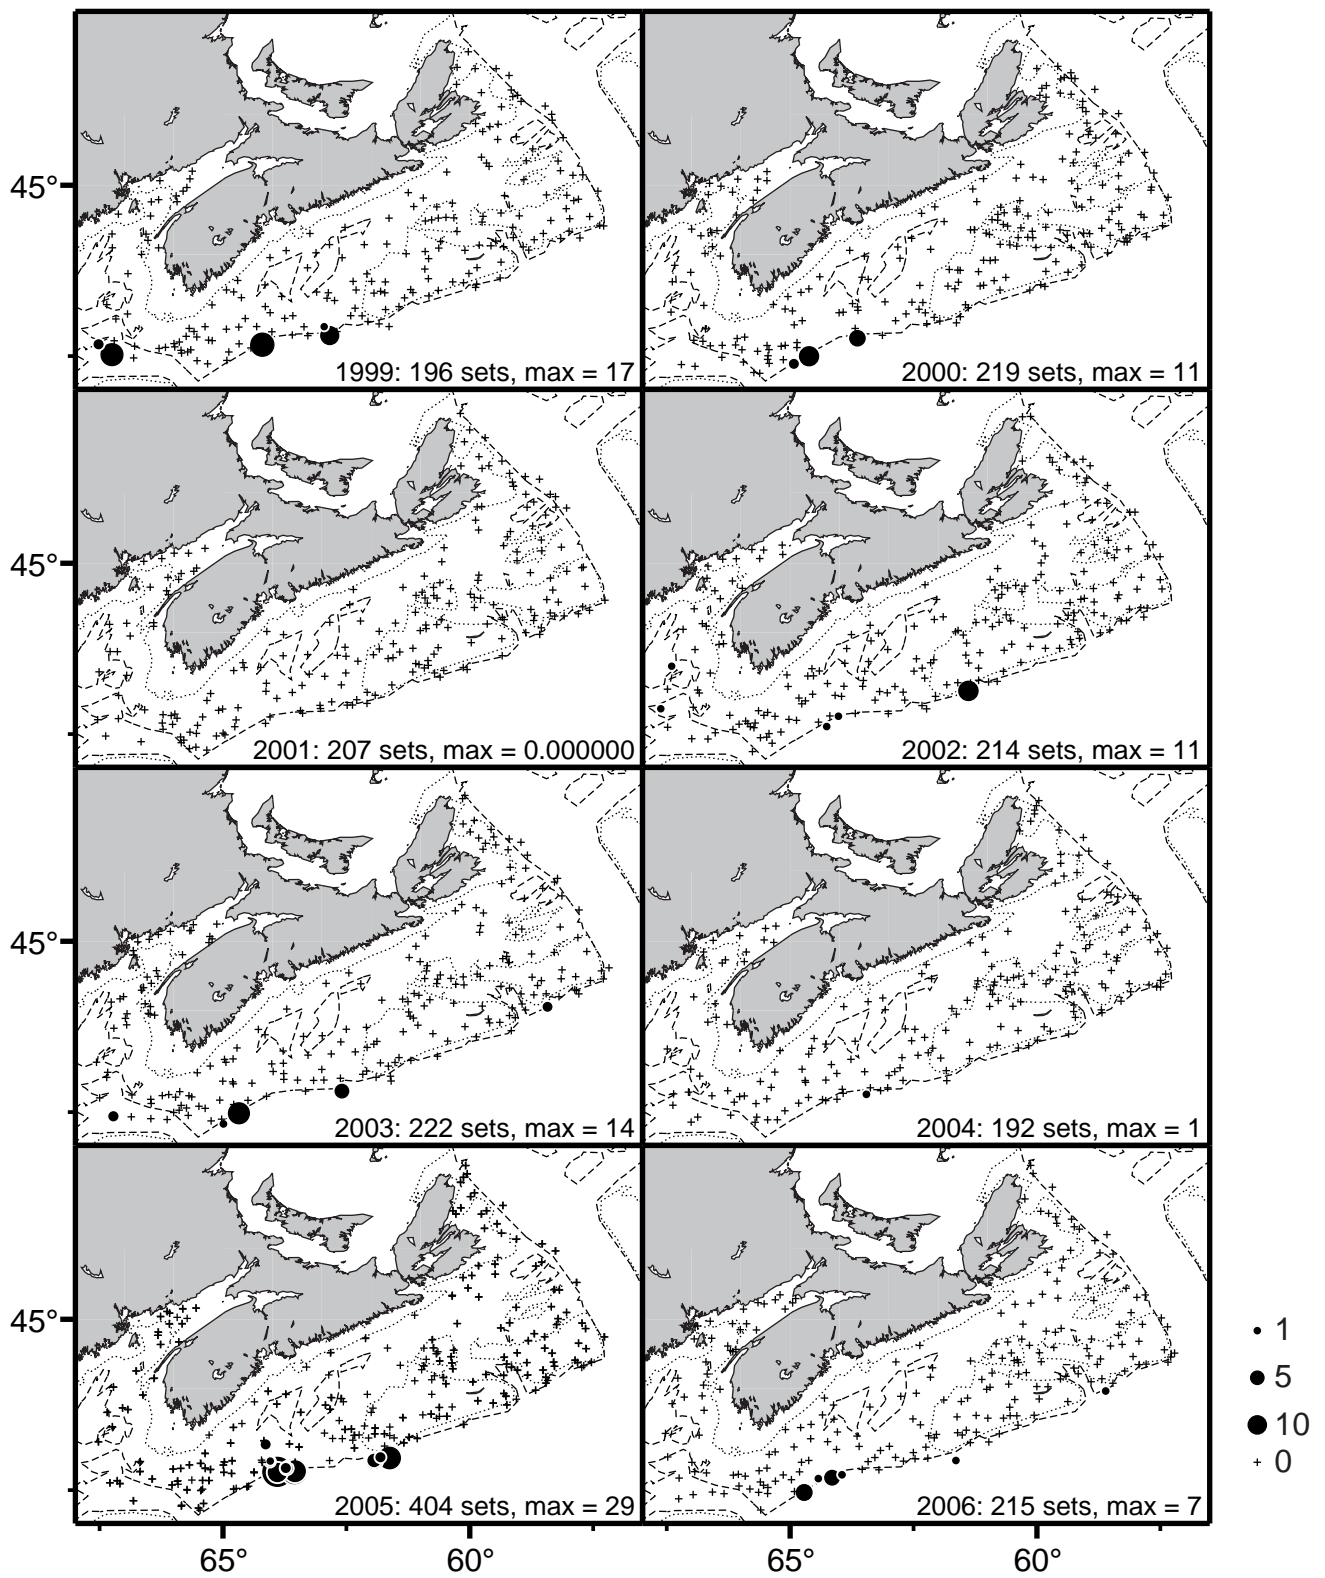 45°
1999: 196 sets, max = 17
2000: 219 sets, max = 11
45°
2001: 207 sets, max = 0.000000
2002: 214 sets, max = 11
45°
2003: 222 sets, max = 14
2004: 192 sets, max = 1
45°
2005: 404 sets, max = 29
2006: 215 sets, max = 7
1
5
10
0
65° 60° 65° 60°